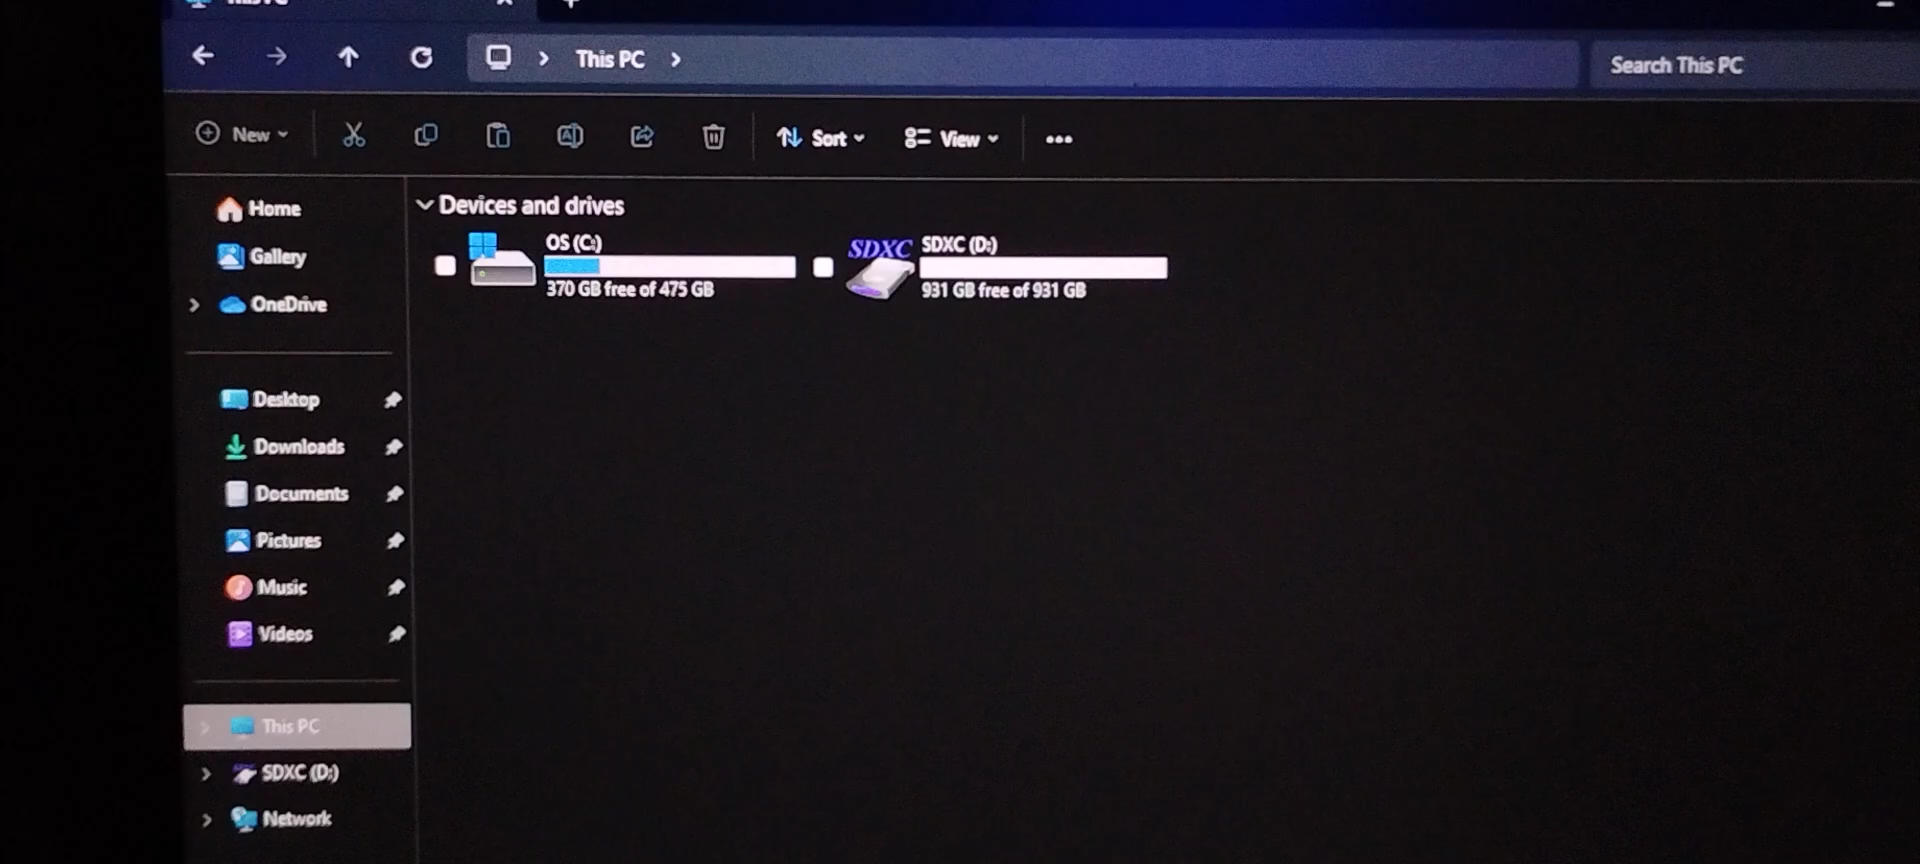 This PC
Search This PC
New
Sort
View
Home
Gallery
OneDrive
Desktop
Downloads
Documents
Pictures
Music
Videos
This PC
SDXC (D:)
Network
Devices and drives
OS (C:)
370 GB free of 475 GB
SDXC
SDXC (D:)
931 GB free of 931 GB